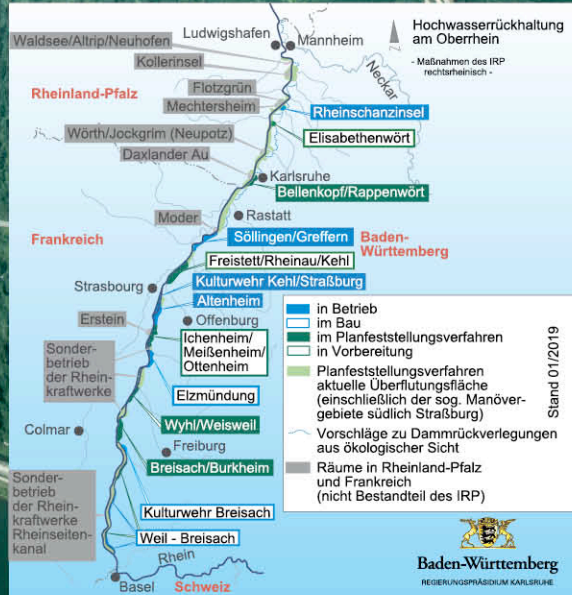 Hochwasserrückhaltung
am Oberrhein
- Maßnahmen des IRP
rechtsrheinisch -
Ludwigshafen
Mannheim
Waldsee/Altrip/Neuhofen
Kollerinsel
Neckar
Flotzgrün
Rheinland-Pfalz
Mechtersheim
Rheinschanzinsel
Wörth/Jockgrim (Neupotz)
Elisabethenwört
Daxlander Au
Karlsruhe
Bellenkopf/Rappenwört
Moder
Rastatt
Frankreich
Söllingen/Greffern
Baden-
Württemberg
Freistett/Rheinau/Kehl
Strasbourg
Kulturwehr Kehl/Straßburg
Altenheim
Erstein
Offenburg
Ichenheim/
Meißenheim/
Ottenheim
Sonder-
betrieb
der Rhein-
kraftwerke
Elzmündung
Wyhl/Weisweil
Colmar
Freiburg
Breisach/Burkheim
Sonder-
betrieb
der Rhein-
kraftwerke
Rheinseiten-
kanal
Kulturwehr Breisach
Weil - Breisach
Rhein
Basel
Schweiz
in Betrieb
im Bau
im Planfeststellungsverfahren
in Vorbereitung
Planfeststellungsverfahren
aktuelle Überflutungsfläche
(einschließlich der sog. Manöver-
gebiete südlich Straßburg)
Vorschläge zu Dammrückverlegungen
aus ökologischer Sicht
Räume in Rheinland-Pfalz
und Frankreich
(nicht Bestandteil des IRP)
Stand 01/2019
Baden-Württemberg
REGIERUNGSPRÄSIDIUM KARLSRUHE